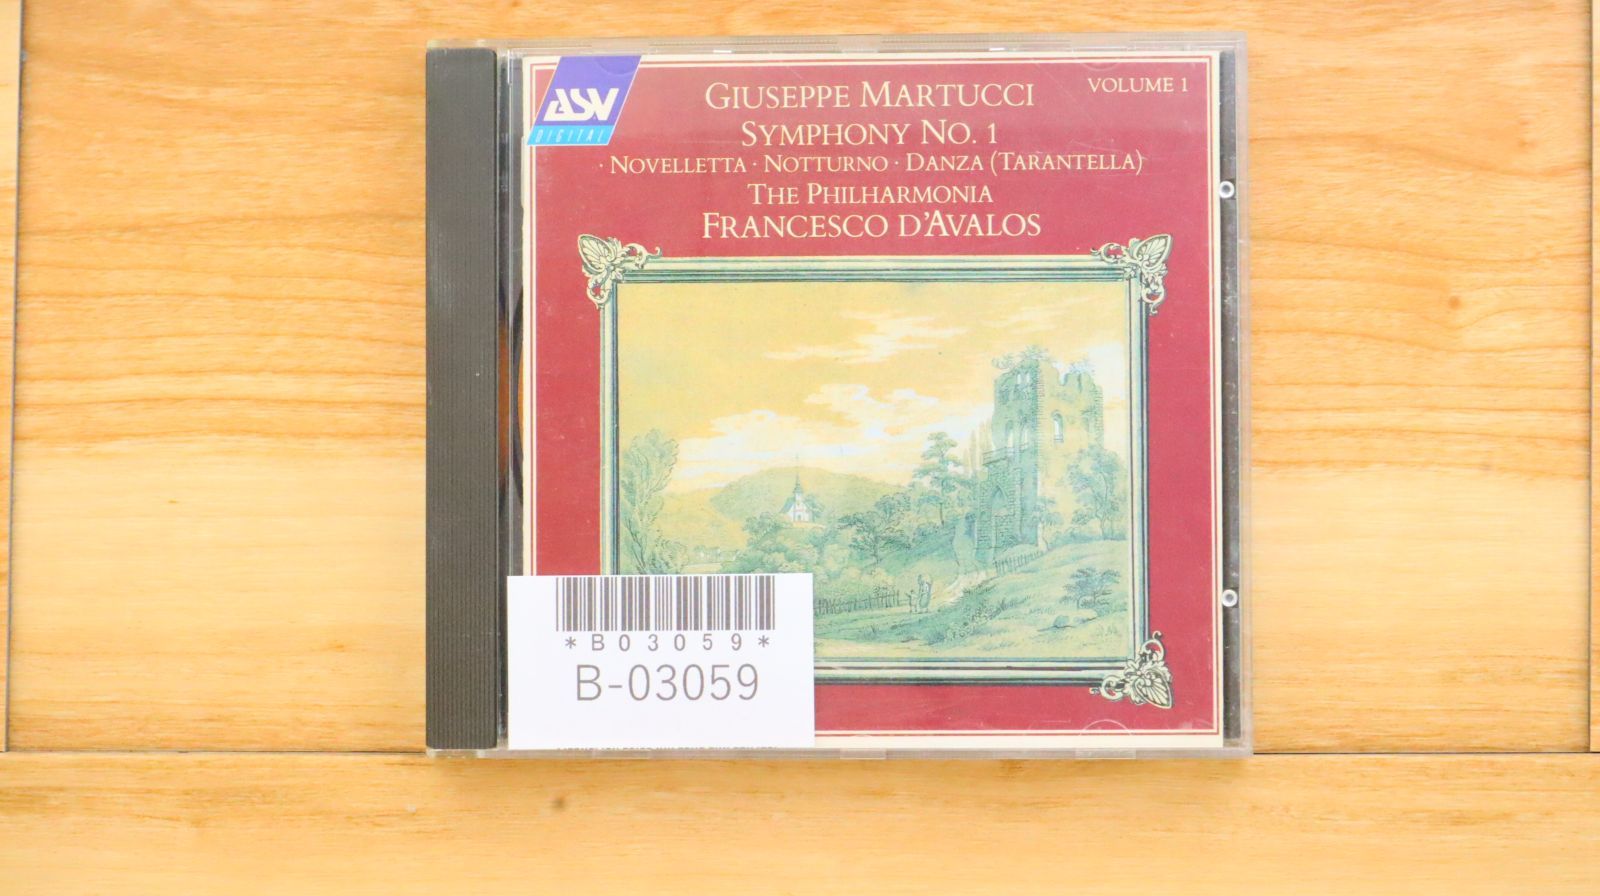 ASV
DIGITAL
VOLUME 1
GIUSEPPE MARTUCCI
SYMPHONY NO. 1
· NOVELLETTA · NOTTURNO · DANZA (TARANTELLA)
THE PHILHARMONIA
FRANCESCO D'AVALOS
*B03059*
B-03059